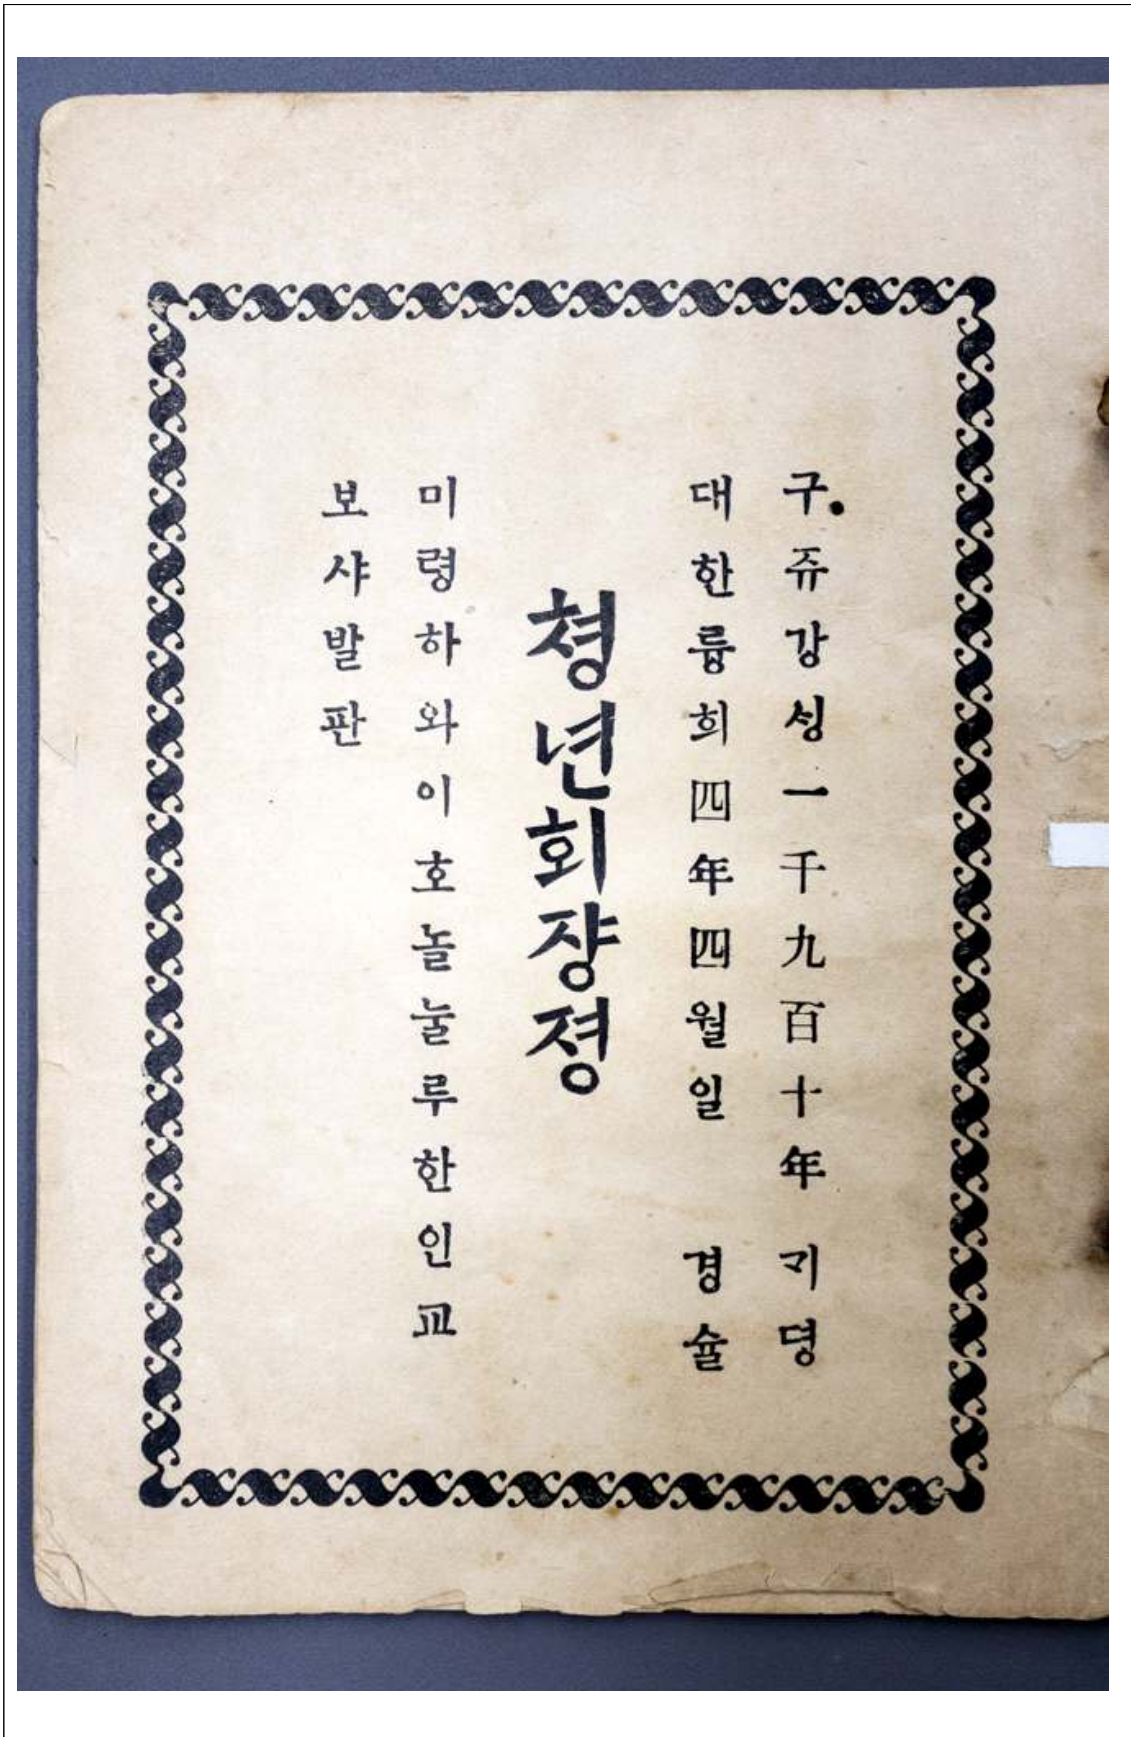 구쥬강싱一千九百十年 긔뎡
대한륭희四年四월일 경슐
청년회쟝졍
미령하와이호놀눌루한인교
보샤발판